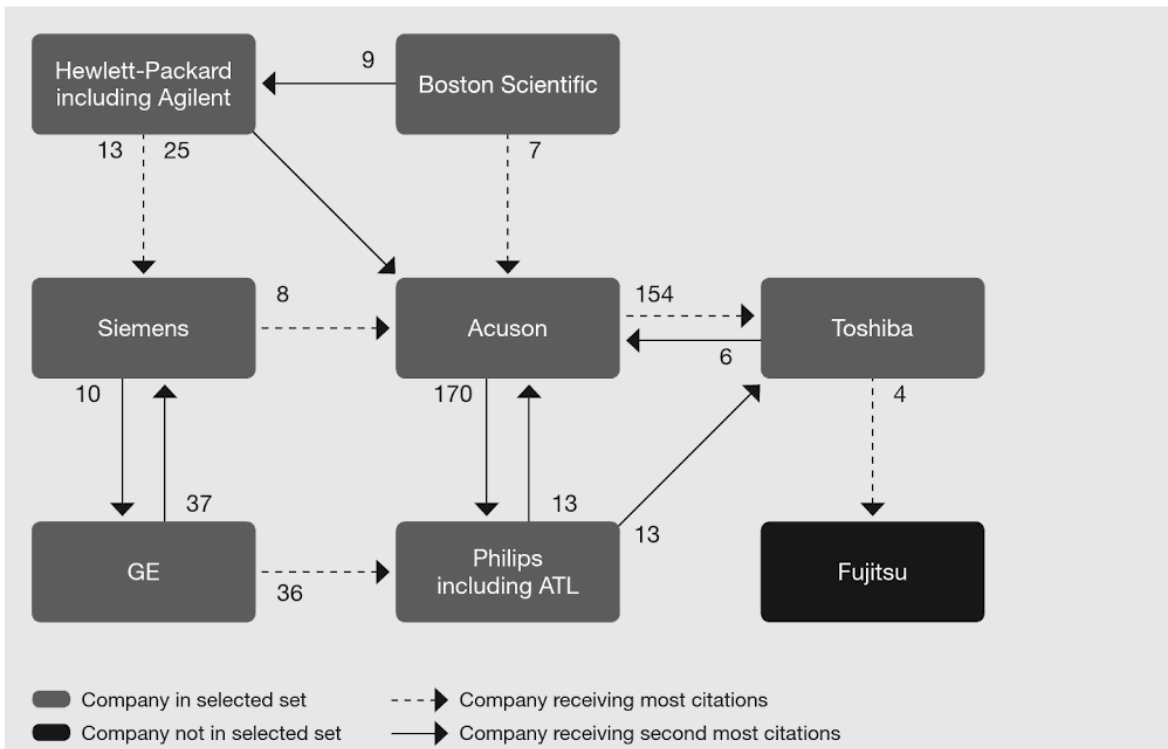 Hewlett-Packard
including Agilent
9
Boston Scientific
13
25
7
Siemens
8
Acuson
154
6
Toshiba
10
37
170
13
13
4
GE
36
Philips
including ATL
Fujitsu
Company in selected set
Company receiving most citations
Company not in selected set
Company receiving second most citations